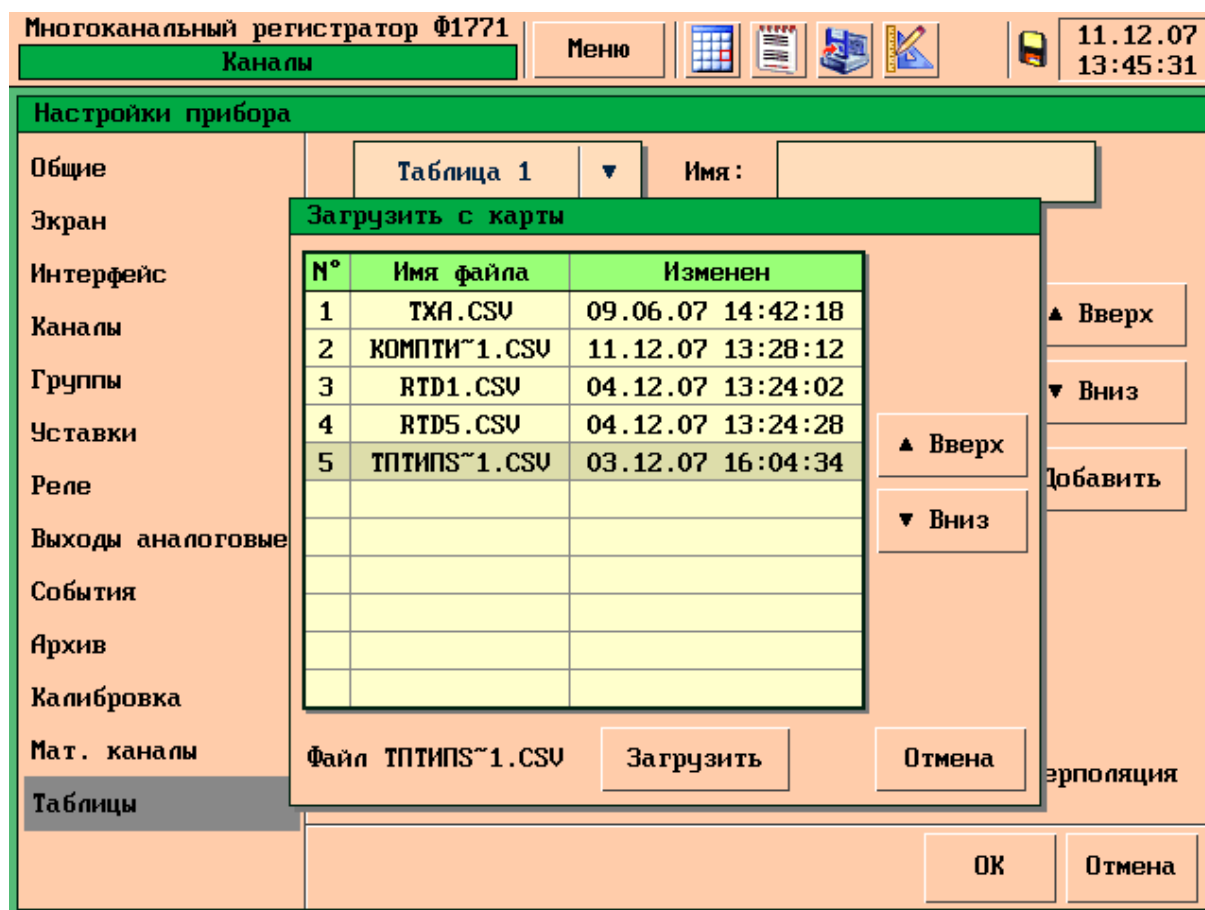 Многоканальный регистратор Ф1771
Каналы
Меню
11.12.07
13:45:31
Настройки прибора
Общие
Экран
Интерфейс
Каналы
Группы
Уставки
Реле
Выходы аналоговые
События
Архив
Калибровка
Мат. каналы
Таблицы
Таблица 1 ▼ Имя:
Загрузить с карты
N° Имя файла Изменен
1 ТХА.CSV 09.06.07 14:42:18
2 КОМПТИ~1.CSV 11.12.07 13:28:12
3 RTD1.CSV 04.12.07 13:24:02
4 RTD5.CSV 04.12.07 13:24:28
5 ТПТИПS~1.CSV 03.12.07 16:04:34
▲ Вверх
▼ Вниз
Файл ТПТИПS~1.CSV Загрузить Отмена
▲ Вверх
▼ Вниз
Добавить
ерполяция
ОК Отмена